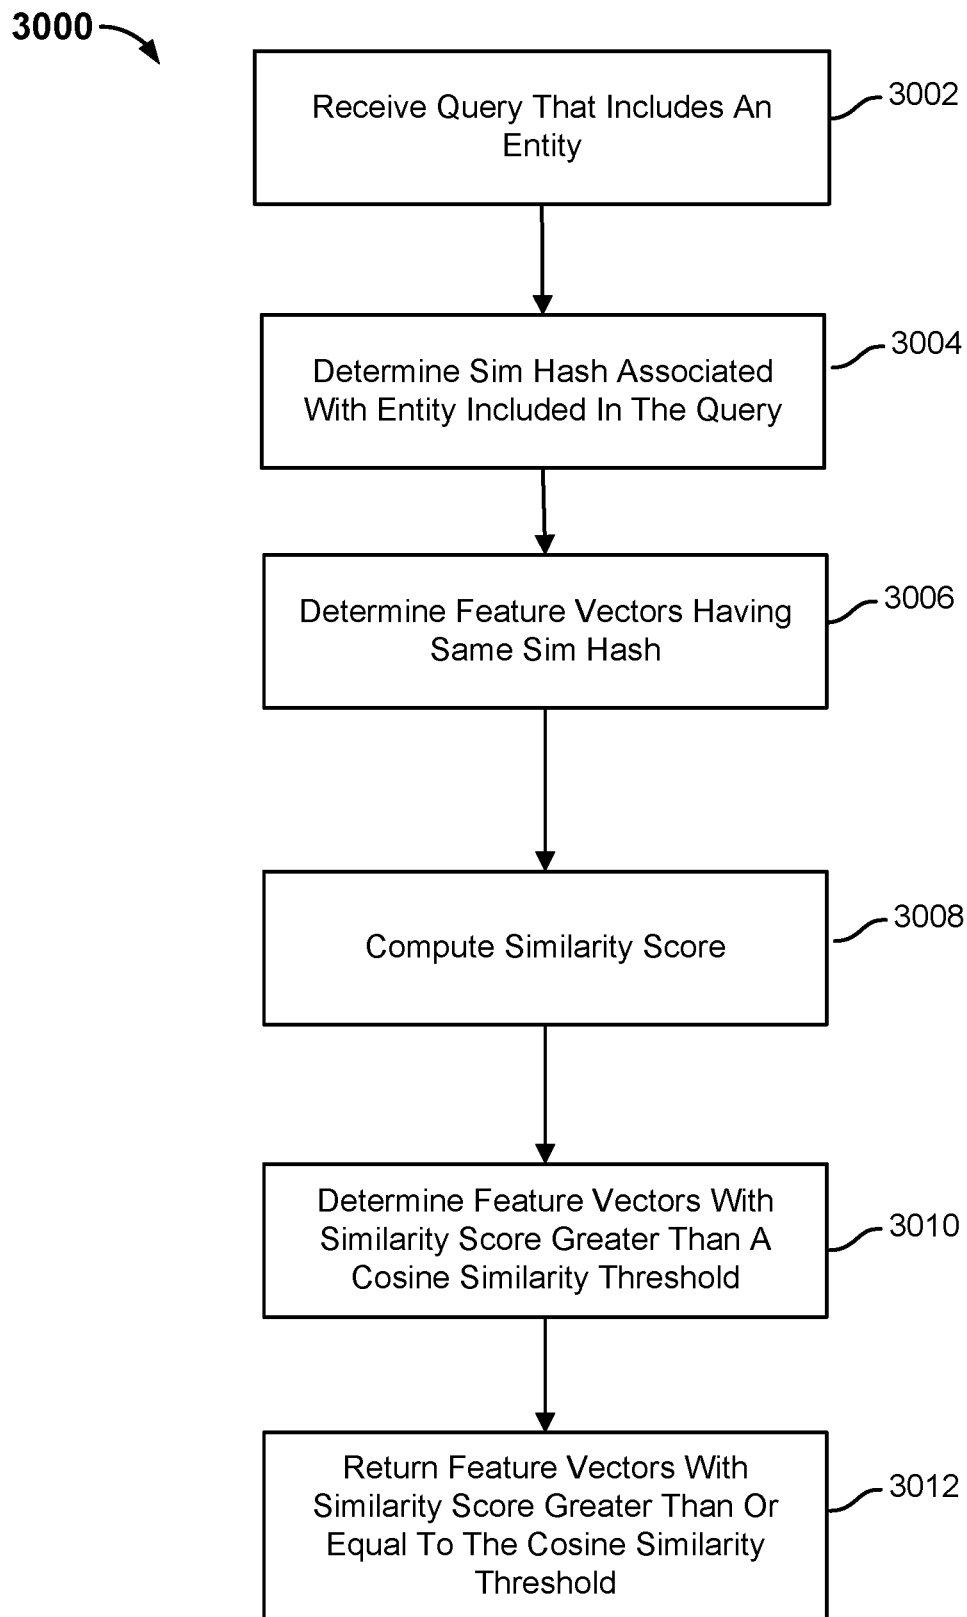 3000
Receive Query That Includes An
Entity
3002
Determine Sim Hash Associated
With Entity Included In The Query
3004
Determine Feature Vectors Having
Same Sim Hash
3006
Compute Similarity Score
3008
Determine Feature Vectors With
Similarity Score Greater Than A
Cosine Similarity Threshold
3010
Return Feature Vectors With
Similarity Score Greater Than Or
Equal To The Cosine Similarity
Threshold
3012